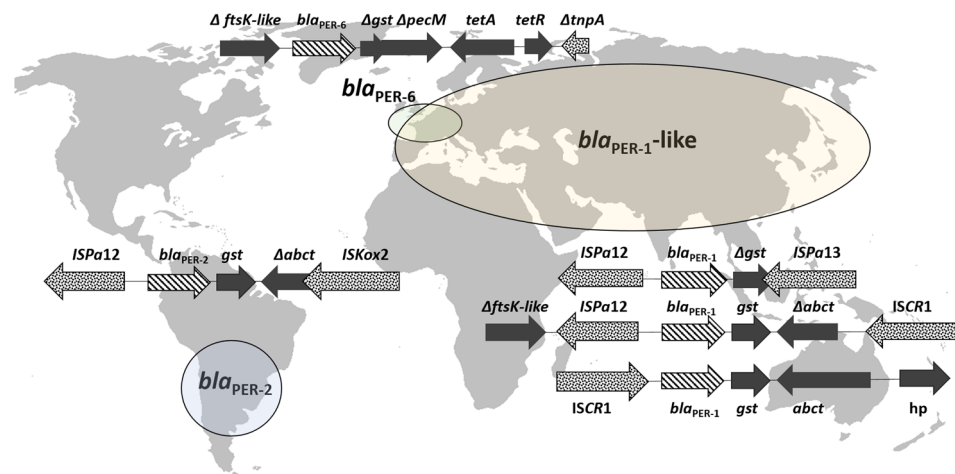 Δ ftsK-like blaPER-6 Δgst ΔpecM tetA tetR ΔtnpA
blaPER-6
blaPER-1-like
ISPa12 blaPER-2 gst Δabct ISKox2
ISPa12 blaPER-1 Δgst ISPa13
ΔftsK-like ISPa12 blaPER-1 gst Δabct ISCR1
blaPER-2
ISCR1 blaPER-1 gst abct hp